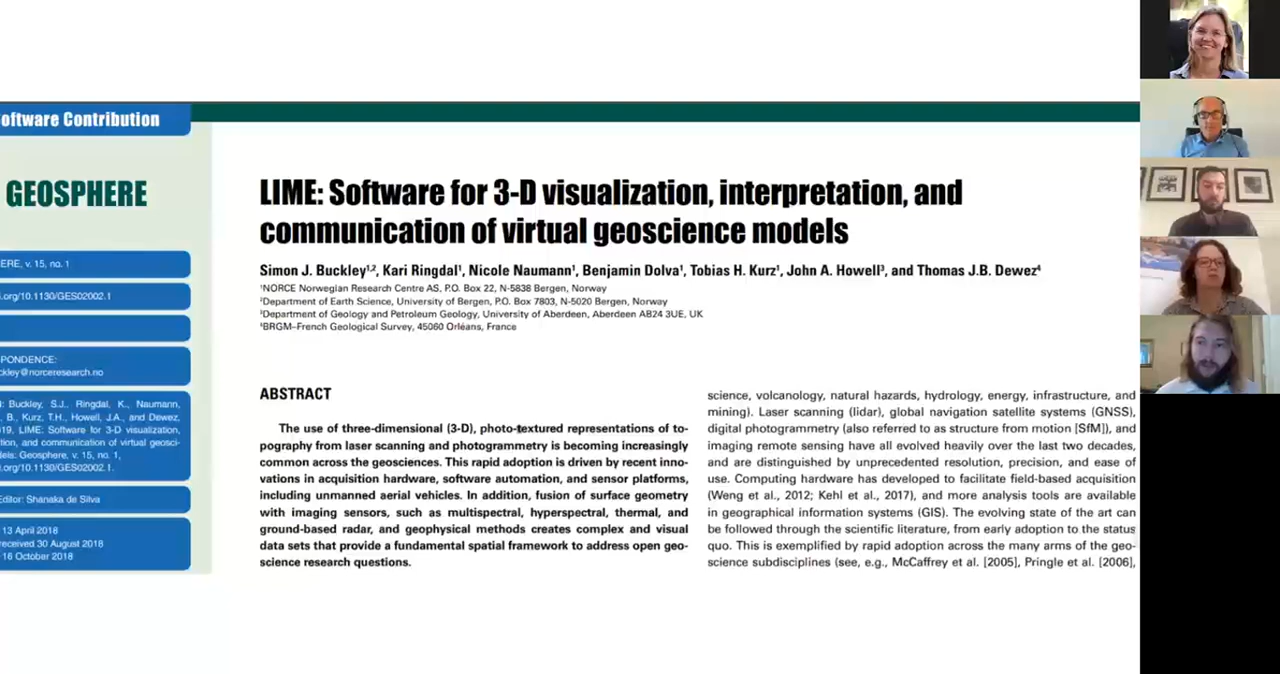 oftware Contribution
GEOSPHERE
ERE, v. 15, no. 1
i.org/10.1130/GES02002.1
PONDENCE:
ckley@norceresearch.no
l: Buckley, S.J., Ringdal, K., Naumann,
, B., Kurz, T.H., Howell, J.A., and Dewez,
019, LIME: Software for 3-D visualization,
tion, and communication of virtual geosci-
dels: Geosphere, v. 15, no. 1,
i.org/10.1130/GES02002.1.
Editor: Shanaka de Silva
13 April 2018
received 30 August 2018
16 October 2018
LIME: Software for 3-D visualization, interpretation, and
communication of virtual geoscience models
Simon J. Buckley1,2, Kari Ringdal1, Nicole Naumann1, Benjamin Dolva1, Tobias H. Kurz1, John A. Howell3, and Thomas J.B. Dewez4
1NORCE Norwegian Research Centre AS, P.O. Box 22, N-5838 Bergen, Norway
2Department of Earth Science, University of Bergen, P.O. Box 7803, N-5020 Bergen, Norway
3Department of Geology and Petroleum Geology, University of Aberdeen, Aberdeen AB24 3UE, UK
4BRGM–French Geological Survey, 45060 Orléans, France
ABSTRACT
The use of three-dimensional (3-D), photo-textured representations of to-
pography from laser scanning and photogrammetry is becoming increasingly
common across the geosciences. This rapid adoption is driven by recent inno-
vations in acquisition hardware, software automation, and sensor platforms,
including unmanned aerial vehicles. In addition, fusion of surface geometry
with imaging sensors, such as multispectral, hyperspectral, thermal, and
ground-based radar, and geophysical methods creates complex and visual
data sets that provide a fundamental spatial framework to address open geo-
science research questions.
science, volcanology, natural hazards, hydrology, energy, infrastructure, and
mining). Laser scanning (lidar), global navigation satellite systems (GNSS),
digital photogrammetry (also referred to as structure from motion [SfM]), and
imaging remote sensing have all evolved heavily over the last two decades,
and are distinguished by unprecedented resolution, precision, and ease of
use. Computing hardware has developed to facilitate field-based acquisition
(Weng et al., 2012; Kehl et al., 2017), and more analysis tools are available
in geographical information systems (GIS). The evolving state of the art can
be followed through the scientific literature, from early adoption to the status
quo. This is exemplified by rapid adoption across the many arms of the geo-
science subdisciplines (see, e.g., McCaffrey et al. [2005], Pringle et al. [2006],